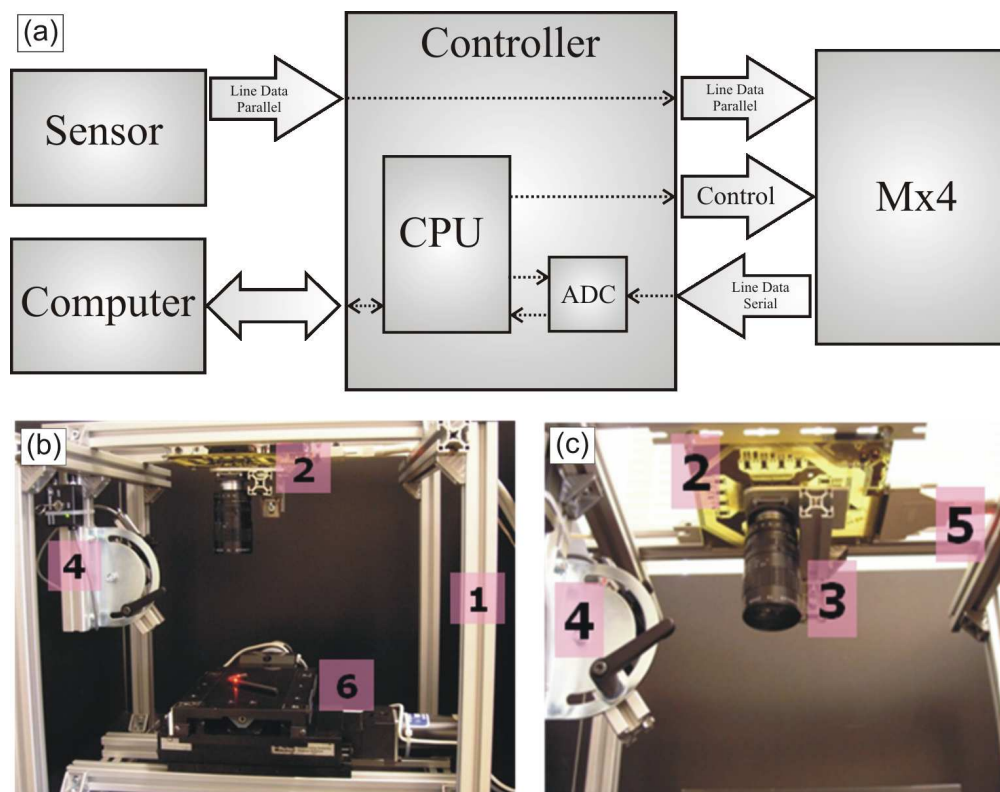 (a)
Controller
Sensor
Line Data
Parallel
Line Data
Parallel
Mx4
CPU
Control
Computer
ADC
Line Data
Serial
(b)
2
4
1
6
(c)
2
5
4
3